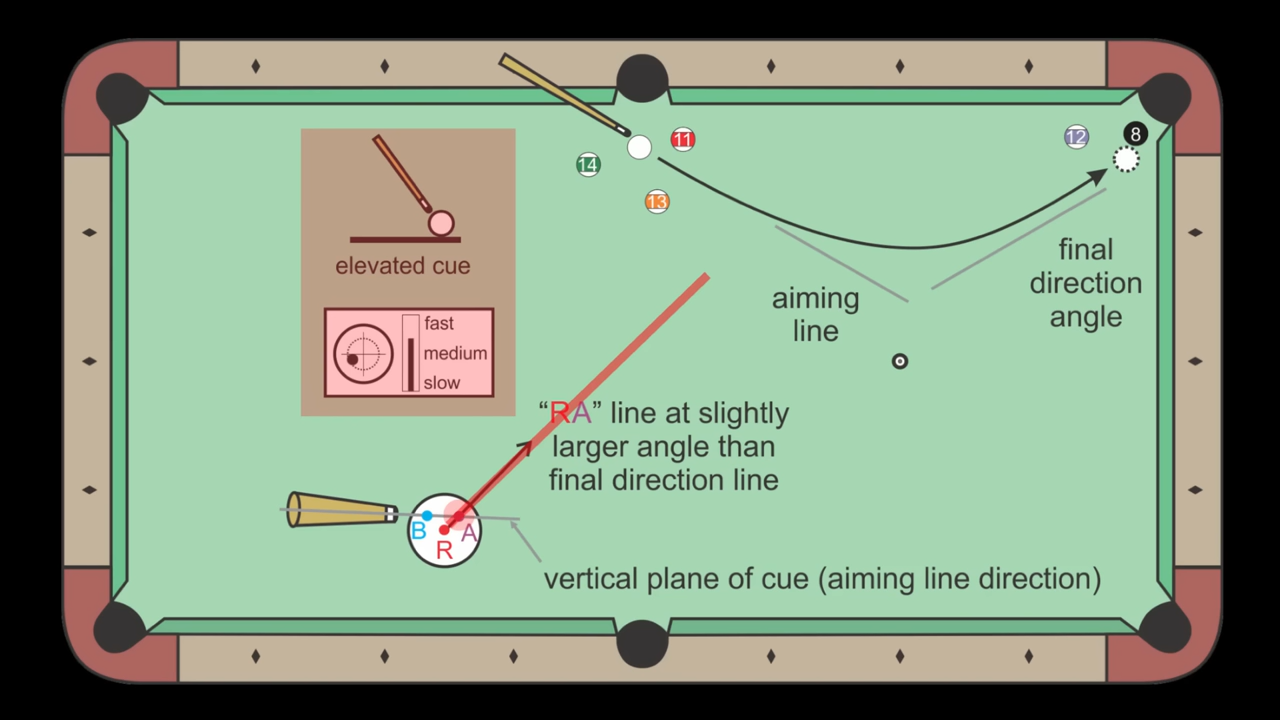 14
11
13
12
8
elevated cue
fast
medium
slow
aiming
line
final
direction
angle
“RA” line at slightly
larger angle than
final direction line
B
R
A
vertical plane of cue (aiming line direction)